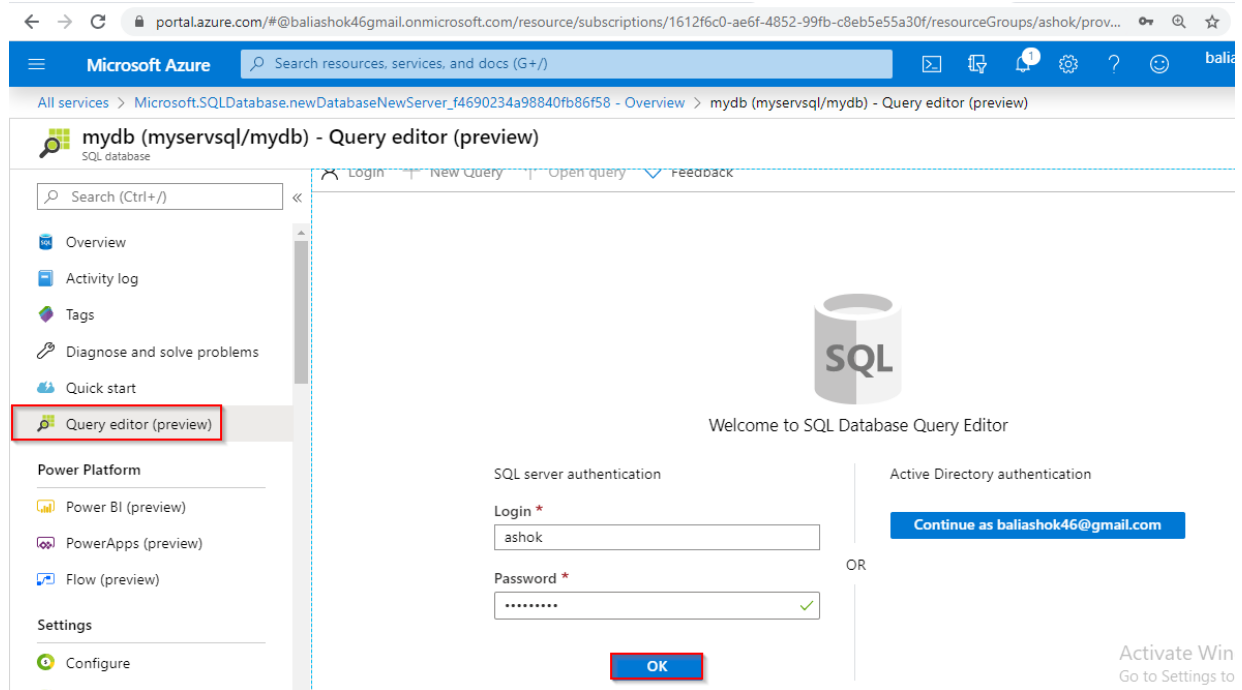 portal.azure.com/#@baliashok46gmail.onmicrosoft.com/resource/subscriptions/1612f6c0-ae6f-4852-99fb-c8eb5e55a30f/resourceGroups/ashok/prov...
Microsoft Azure
Search resources, services, and docs (G+/)
1
balia
All services > Microsoft.SQLDatabase.newDatabaseNewServer_f4690234a98840fb86f58 - Overview > mydb (myservsql/mydb) - Query editor (preview)
mydb (myservsql/mydb) - Query editor (preview)
SQL database
Login New Query Open query Feedback
Search (Ctrl+/)
«
Overview
Activity log
Tags
Diagnose and solve problems
Quick start
Query editor (preview)
Power Platform
Power BI (preview)
PowerApps (preview)
Flow (preview)
Settings
Configure
SQL
Welcome to SQL Database Query Editor
SQL server authentication
Login *
ashok
Password *
•••••••••
OK
OR
Active Directory authentication
Continue as baliashok46@gmail.com
Activate Win
Go to Settings to